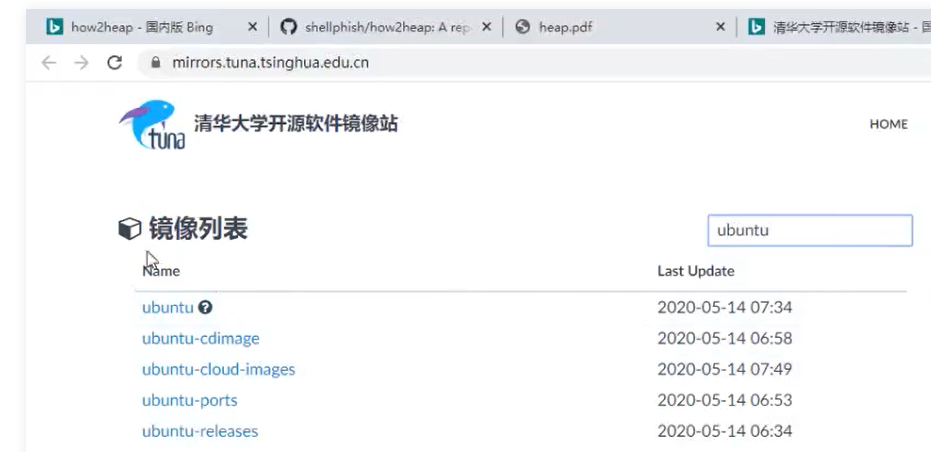 how2heap - 国内版 Bing
shellphish/how2heap: A rep
heap.pdf
清华大学开源软件镜像站 - 国
mirrors.tuna.tsinghua.edu.cn
tuna 清华大学开源软件镜像站
HOME
镜像列表
ubuntu
Name Last Update
ubuntu 2020-05-14 07:34
ubuntu-cdimage 2020-05-14 06:58
ubuntu-cloud-images 2020-05-14 07:49
ubuntu-ports 2020-05-14 06:53
ubuntu-releases 2020-05-14 06:34